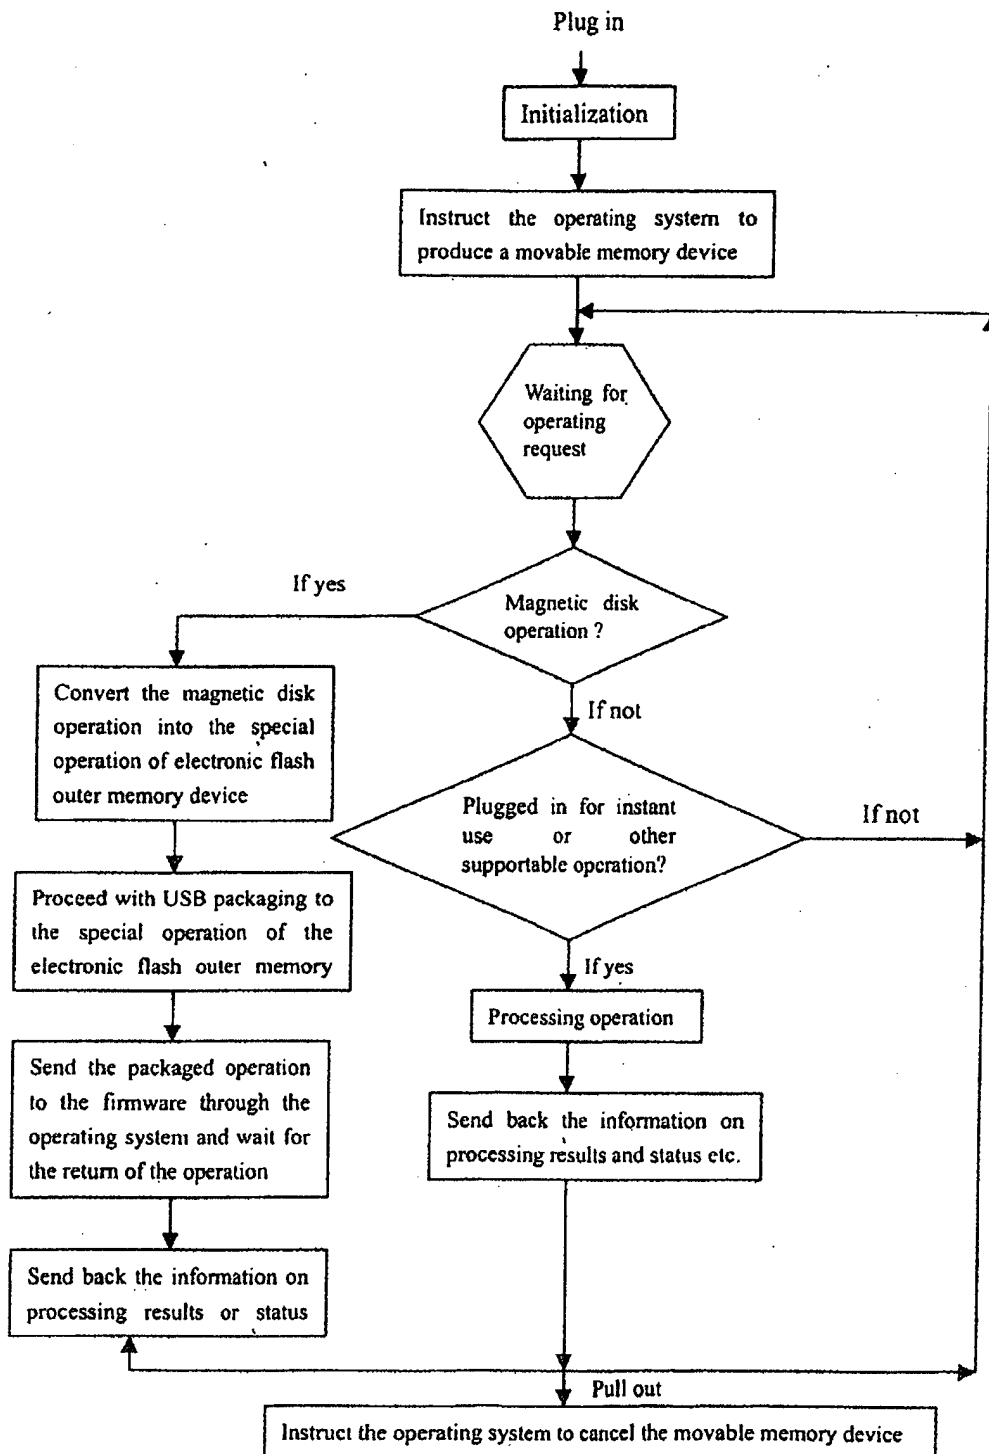 Plug in
Initialization
Instruct the operating system to
produce a movable memory device
Waiting for
operating
request
If yes
Magnetic disk
operation ?
Convert the magnetic disk
operation into the special
operation of electronic flash
outer memory device
If not
Plugged in for instant
use or other
supportable operation?
If not
Proceed with USB packaging to
the special operation of the
electronic flash outer memory
If yes
Processing operation
Send the packaged operation
to the firmware through the
operating system and wait for
the return of the operation
Send back the information on
processing results and status etc.
Send back the information on
processing results or status
Pull out
Instruct the operating system to cancel the movable memory device